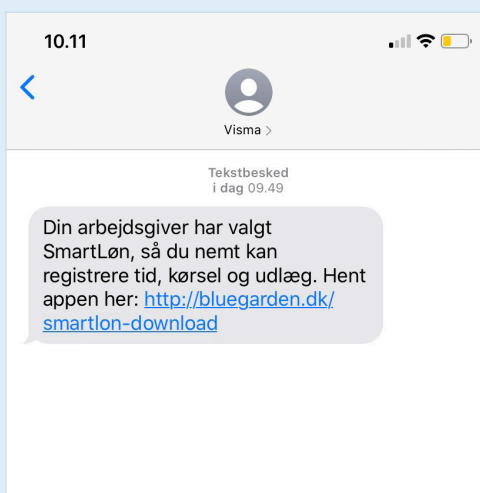 10.11
Visma >
Tekstbesked
i dag 09.49
Din arbejdsgiver har valgt
SmartLøn, så du nemt kan
registrere tid, kørsel og udlæg. Hent
appen her: http://bluegarden.dk/
smartlon-download